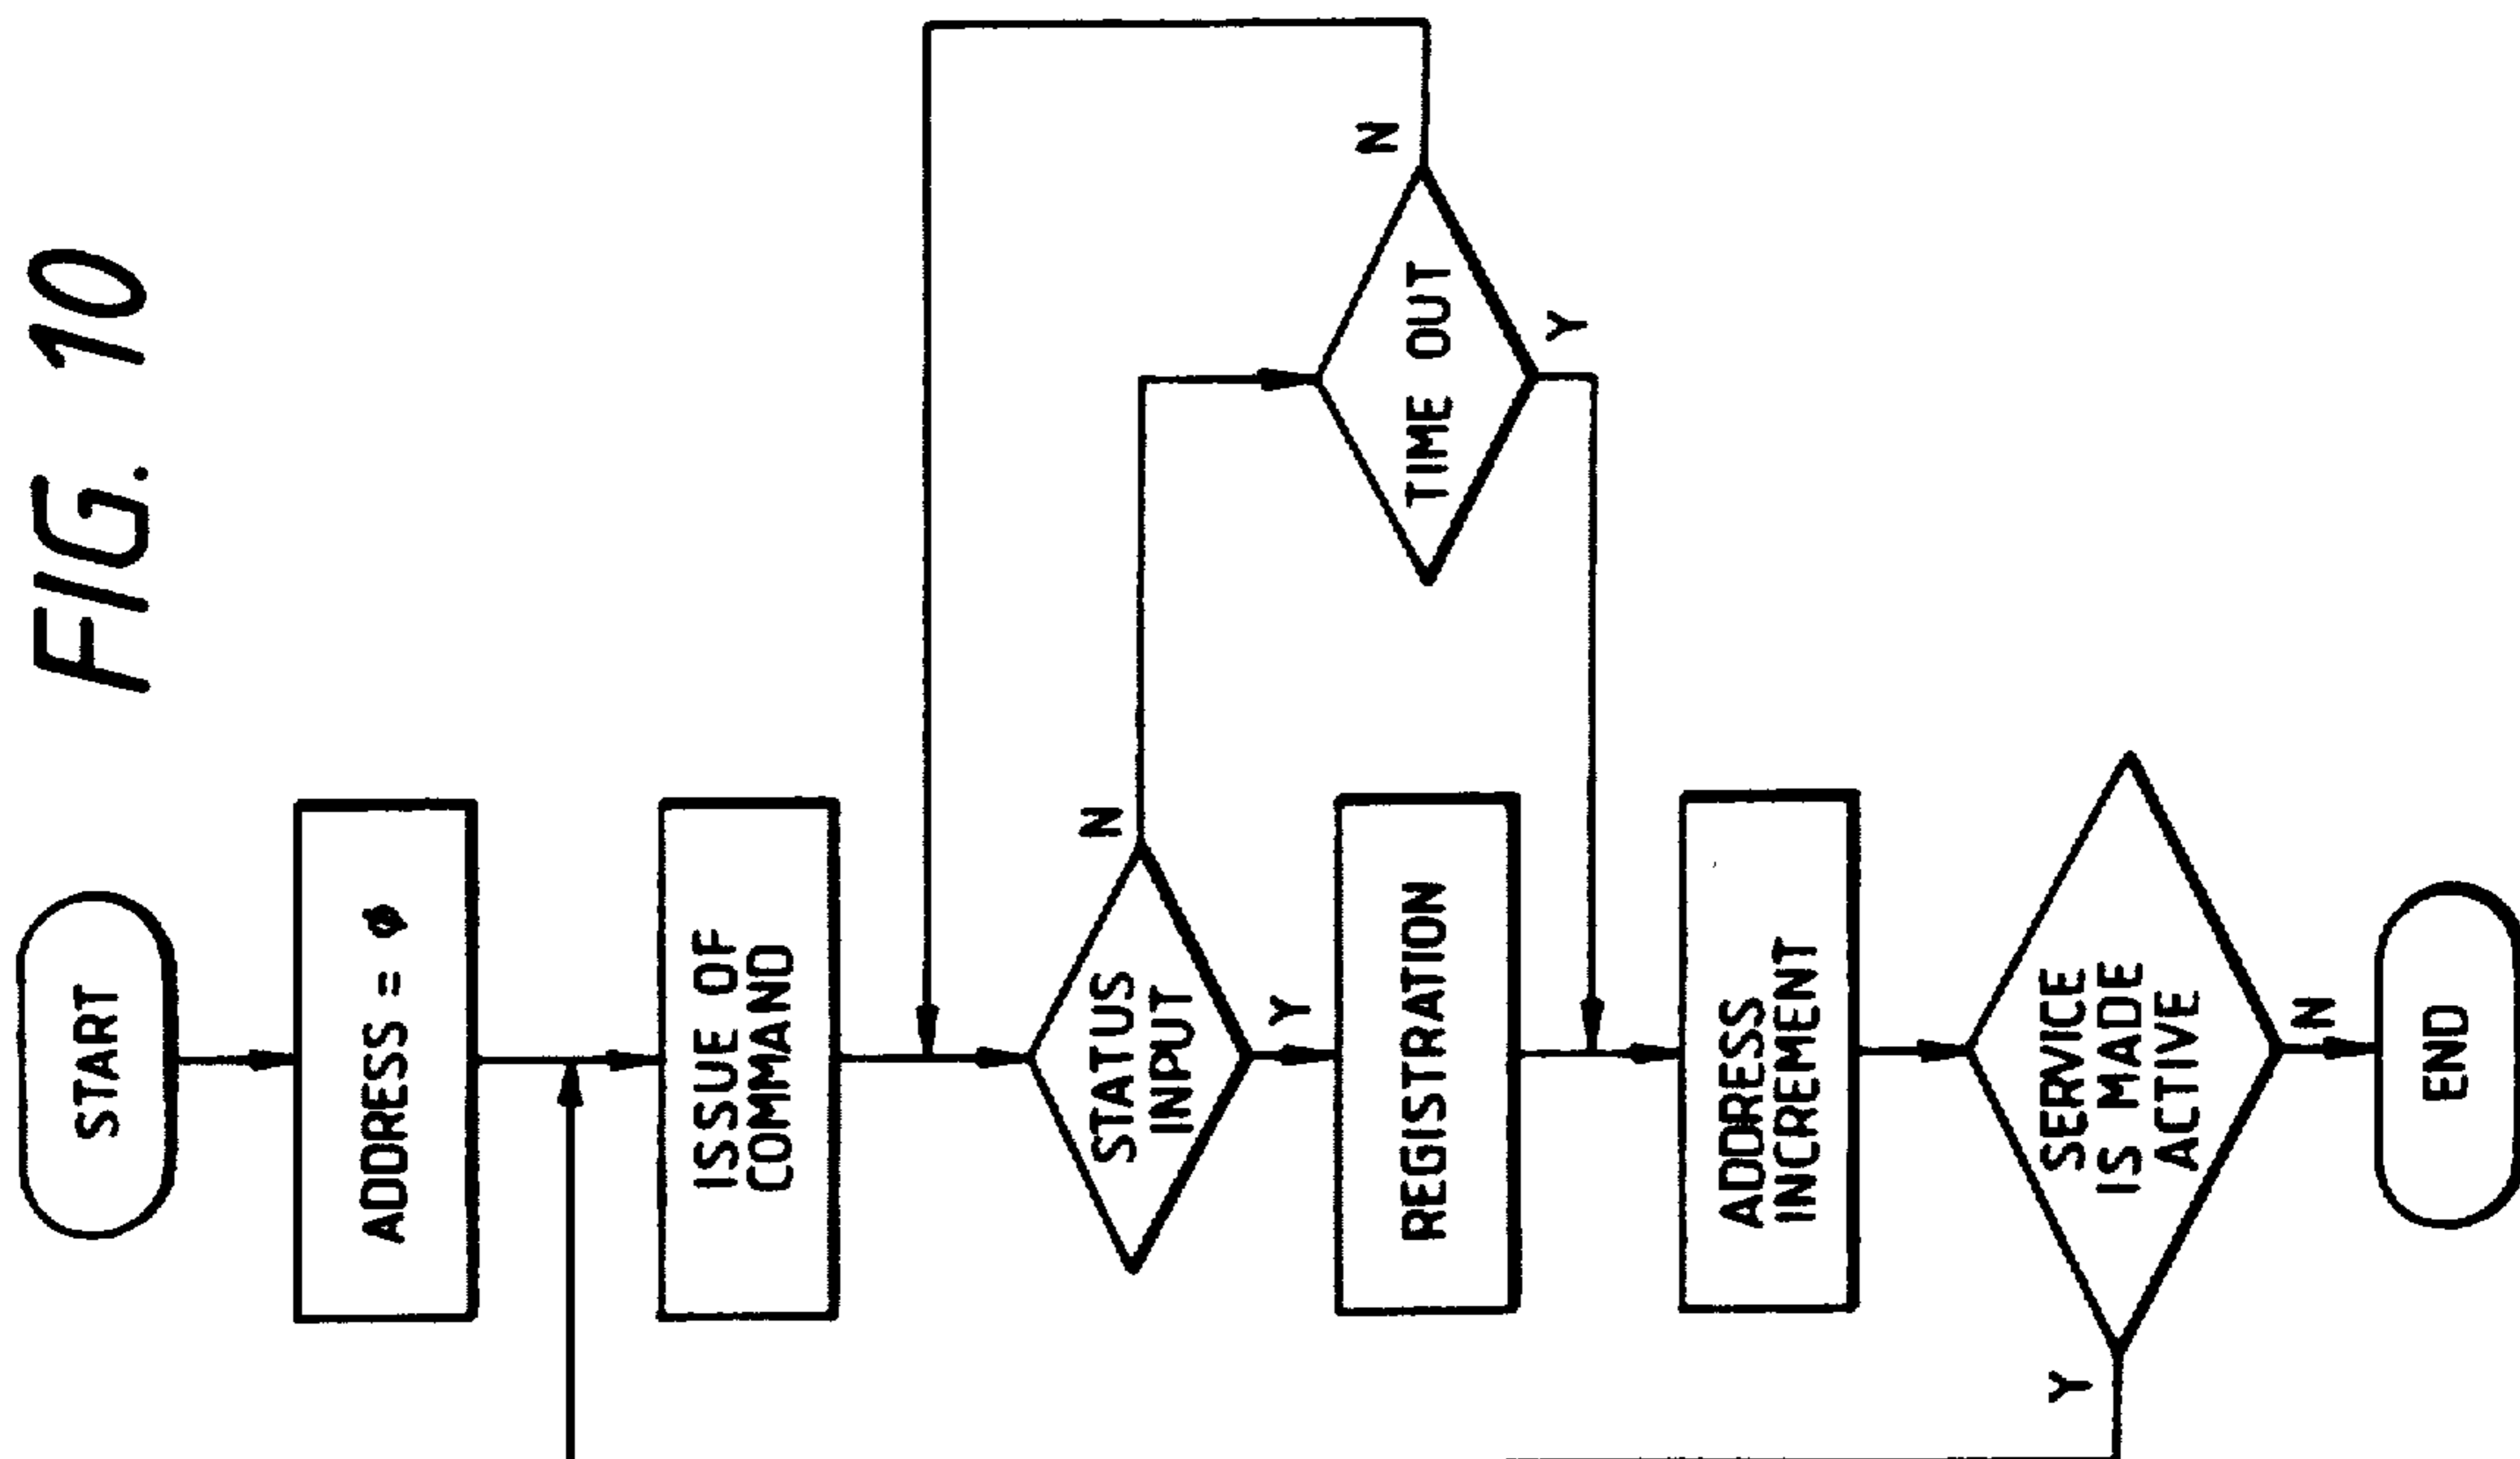 FIG. 10
START
ADDRESS = φ
ISSUE OF
COMMAND
STATUS
INPUT
N
Y
TIME OUT
N
Y
REGISTRATION
ADDRESS
INCREMENT
SERVICE
IS MADE
ACTIVE
Y
N
END